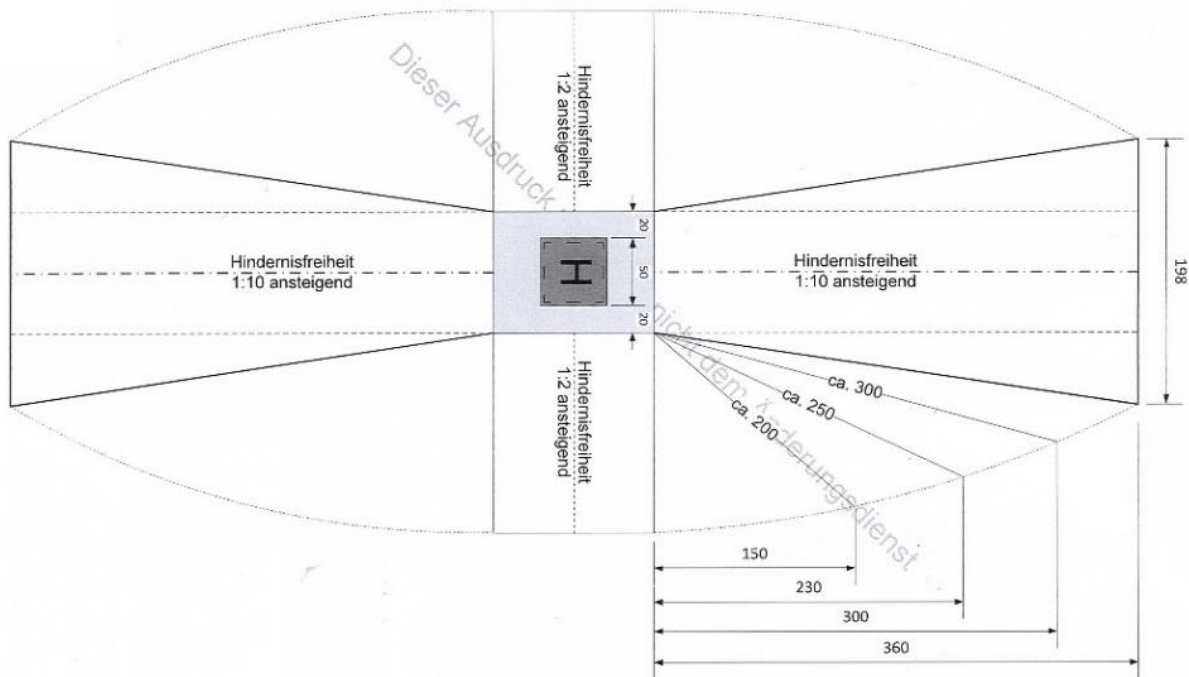 Dieser Ausdruck
nicht dem Änderungsdienst
Hindernisfreiheit
1:2 ansteigend
Hindernisfreiheit
1:10 ansteigend
H
20
50
20
Hindernisfreiheit
1:10 ansteigend
198
Hindernisfreiheit
1:2 ansteigend
ca. 300
ca. 250
ca. 200
150
230
300
360